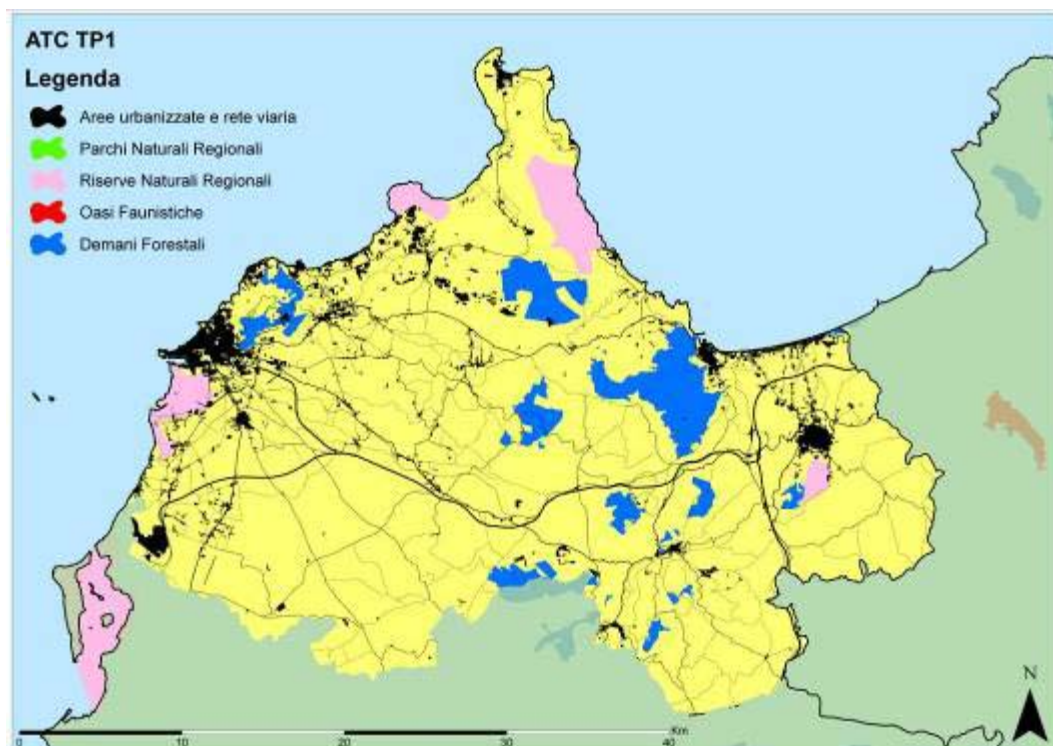 ATC TP1
Legenda
Aree urbanizzate e rete viaria
Parchi Naturali Regionali
Riserve Naturali Regionali
Oasi Faunistiche
Demani Forestali
N
Km
0 10 20 30 40